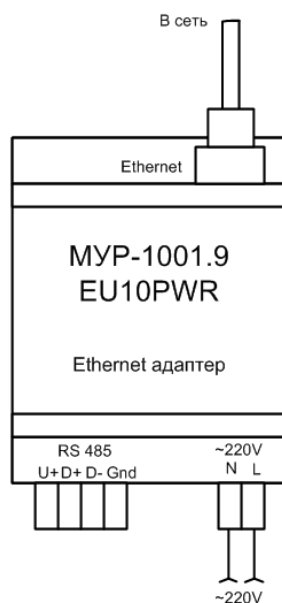 В сеть
Ethernet
МУР-1001.9
EU10PWR
Ethernet адаптер
RS 485 ~220V
U+ D+ D- Gnd N L
~220V